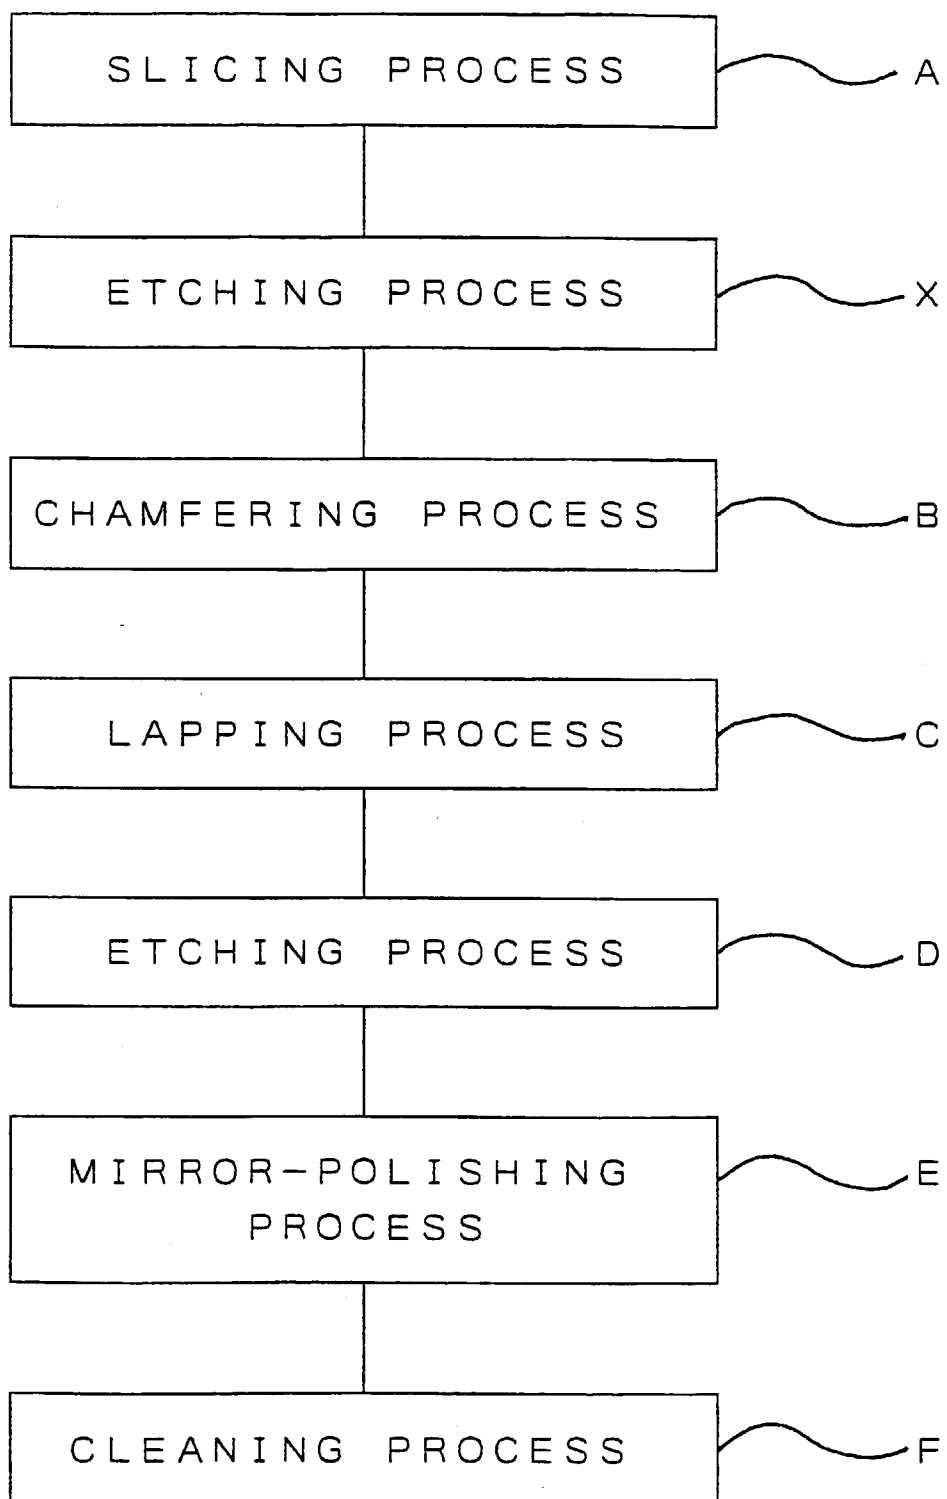 SLICING PROCESS A
ETCHING PROCESS X
CHAMFERING PROCESS B
LAPPING PROCESS C
ETCHING PROCESS D
MIRROR-POLISHING E
PROCESS
CLEANING PROCESS F